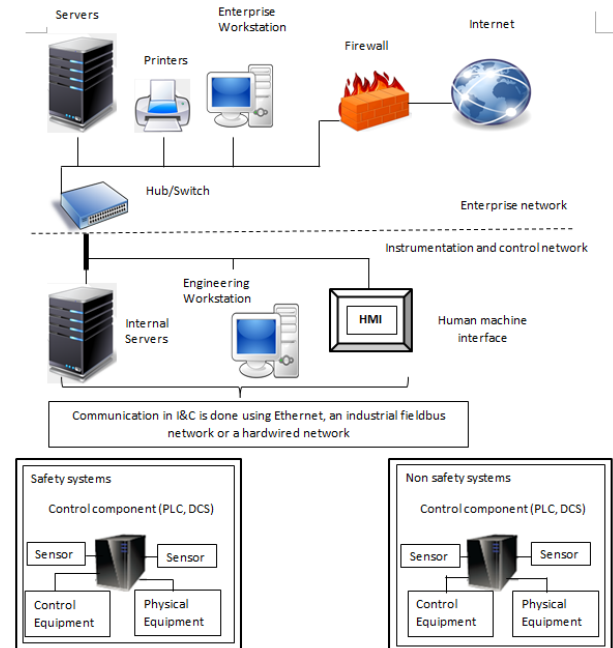 Servers
Printers
Enterprise
Workstation
Firewall
Internet
Hub/Switch
Enterprise network
Instrumentation and control network
Internal
Servers
Engineering
Workstation
HMI
Human machine
interface
Communication in I&C is done using Ethernet, an industrial fieldbus
network or a hardwired network
Safety systems
Control component (PLC, DCS)
Sensor
Sensor
Control
Equipment
Physical
Equipment
Non safety systems
Control component (PLC, DCS)
Sensor
Sensor
Control
Equipment
Physical
Equipment